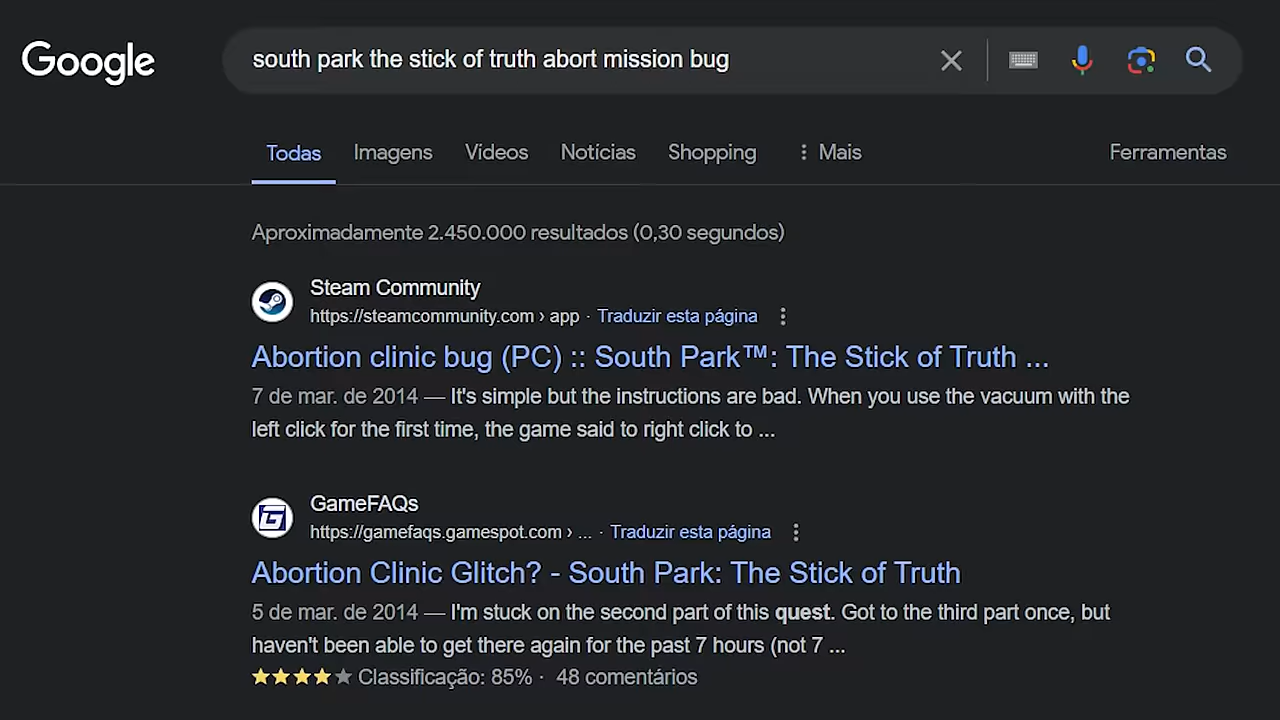 Google
south park the stick of truth abort mission bug
Todas Imagens Vídeos Notícias Shopping Mais Ferramentas
Aproximadamente 2.450.000 resultados (0,30 segundos)
Steam Community
https://steamcommunity.com › app · Traduzir esta página
Abortion clinic bug (PC) :: South Park™: The Stick of Truth ...
7 de mar. de 2014 — It's simple but the instructions are bad. When you use the vacuum with the
left click for the first time, the game said to right click to ...
GameFAQs
https://gamefaqs.gamespot.com › ... · Traduzir esta página
Abortion Clinic Glitch? - South Park: The Stick of Truth
5 de mar. de 2014 — I'm stuck on the second part of this quest. Got to the third part once, but
haven't been able to get there again for the past 7 hours (not 7 ...
Classificação: 85% · 48 comentários